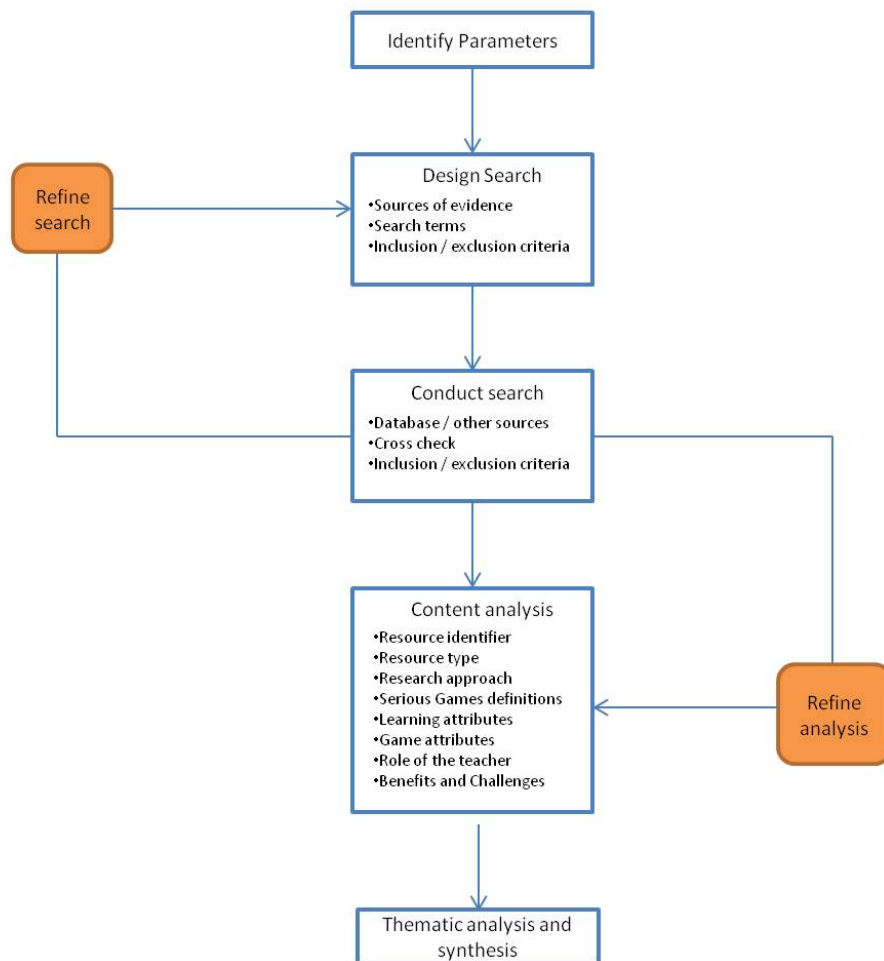 Identify Parameters
Design Search
•Sources of evidence
•Search terms
•Inclusion / exclusion criteria
Refine
search
Conduct search
•Database / other sources
•Cross check
•Inclusion / exclusion criteria
Content analysis
•Resource identifier
•Resource type
•Research approach
•Serious Games definitions
•Learning attributes
•Game attributes
•Role of the teacher
•Benefits and Challenges
Refine
analysis
Thematic analysis and
synthesis